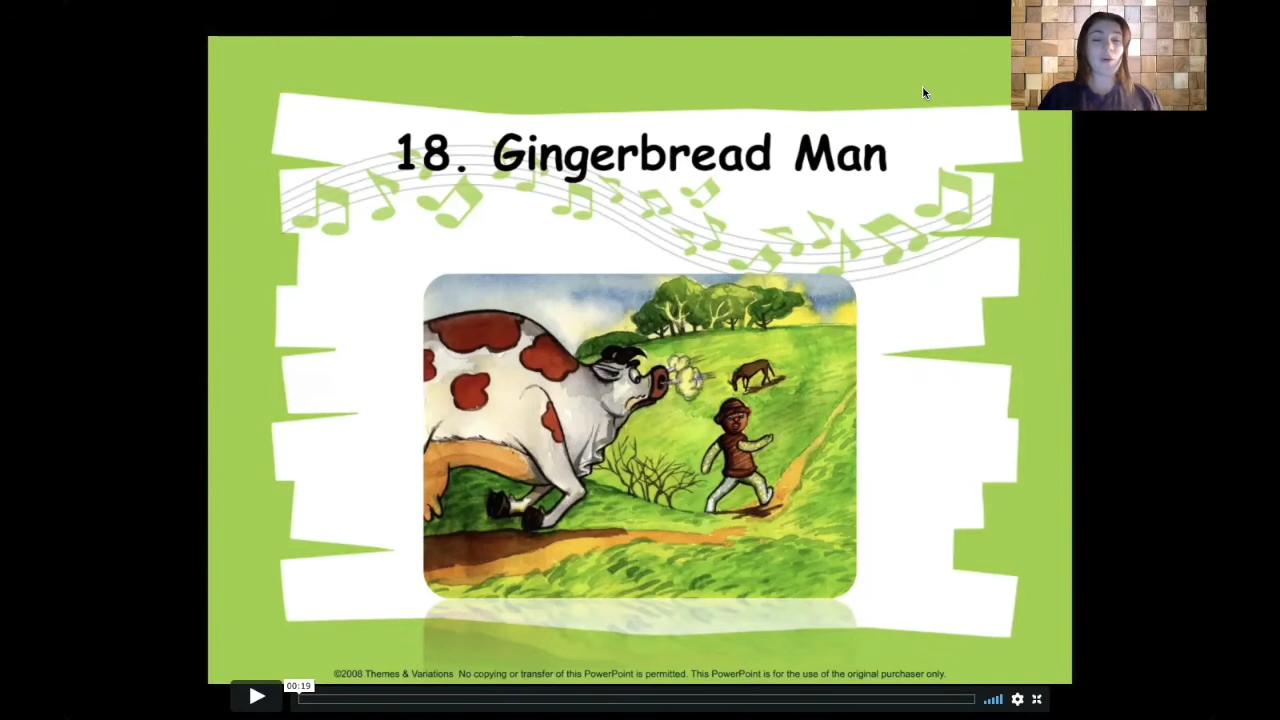 18. Gingerbread Man
©2008 Themes & Variations No copying or transfer of this PowerPoint is permitted. This PowerPoint is for the use of the original purchaser only.
00:19